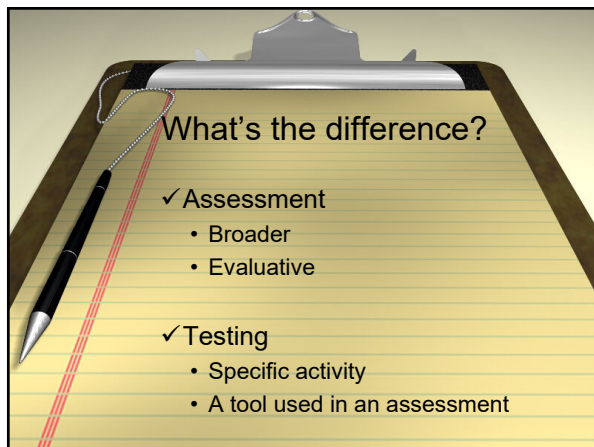 What's the difference?
✓Assessment
• Broader
• Evaluative
✓Testing
• Specific activity
• A tool used in an assessment